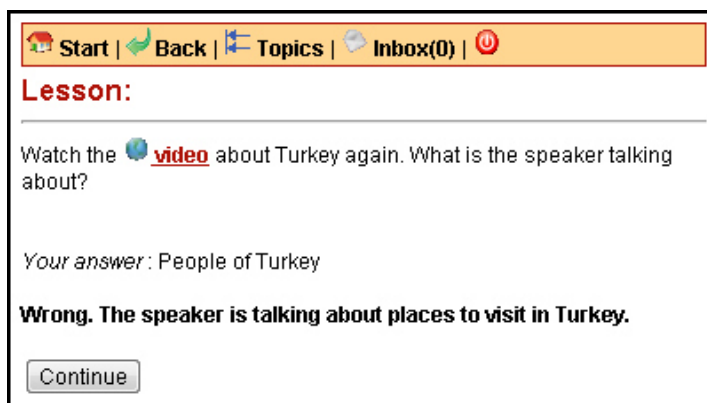 Start | Back | Topics | Inbox(0) |
Lesson:
Watch the video about Turkey again. What is the speaker talking
about?
Your answer: People of Turkey
Wrong. The speaker is talking about places to visit in Turkey.
Continue